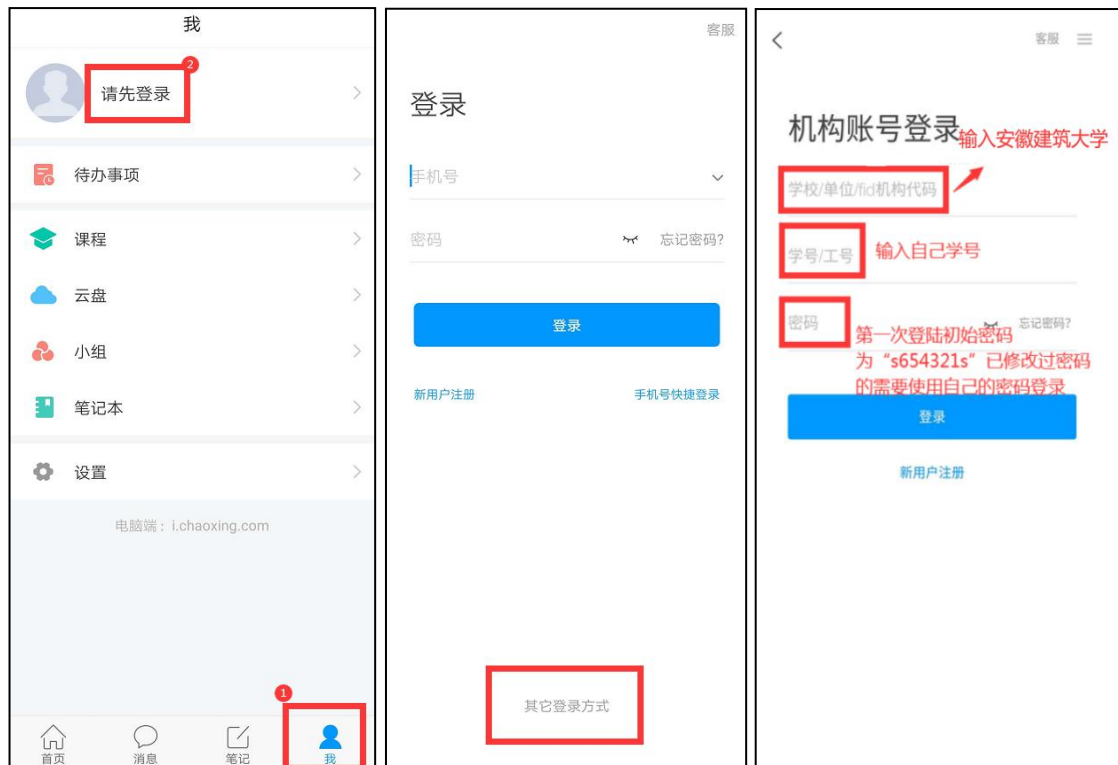 我
2
请先登录
待办事项
课程
云盘
小组
笔记本
设置
电脑端：i.chaoxing.com
1
首页
消息
笔记
我
客服
登录
手机号
密码
忘记密码?
登录
新用户注册
手机号快捷登录
其它登录方式
客服
机构账号登录
输入安徽建筑大学
学校/单位/fid机构代码
学号/工号
输入自己学号
密码
忘记密码?
第一次登陆初始密码
为“s654321s”已修改过密码
的需要使用自己的密码登录
登录
新用户注册